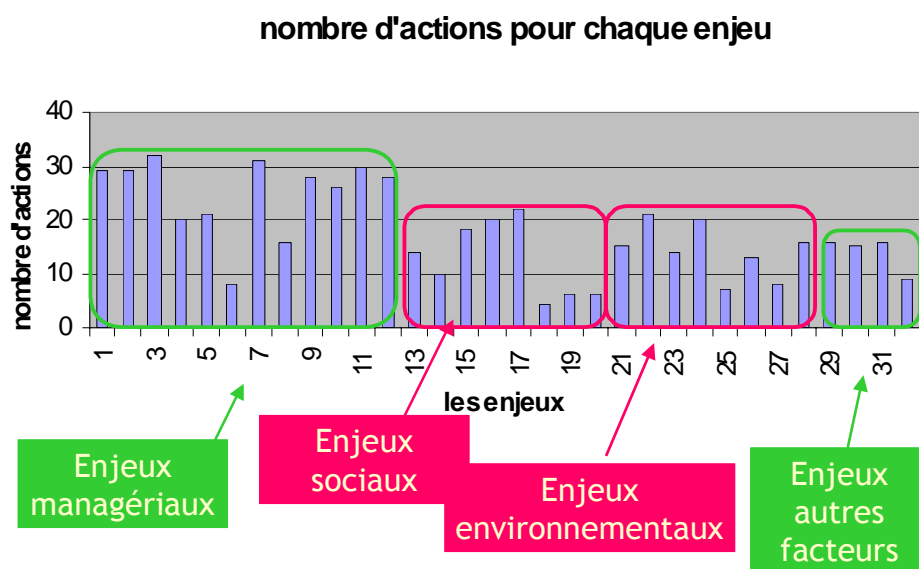 nombre d'actions pour chaque enjeu
nombre d'actions
40
30
20
10
0
1
3
5
7
9
11
13
15
17
19
21
23
25
27
29
31
les enjeux
Enjeux
managériaux
Enjeux
sociaux
Enjeux
environnementaux
Enjeux
autres
facteurs